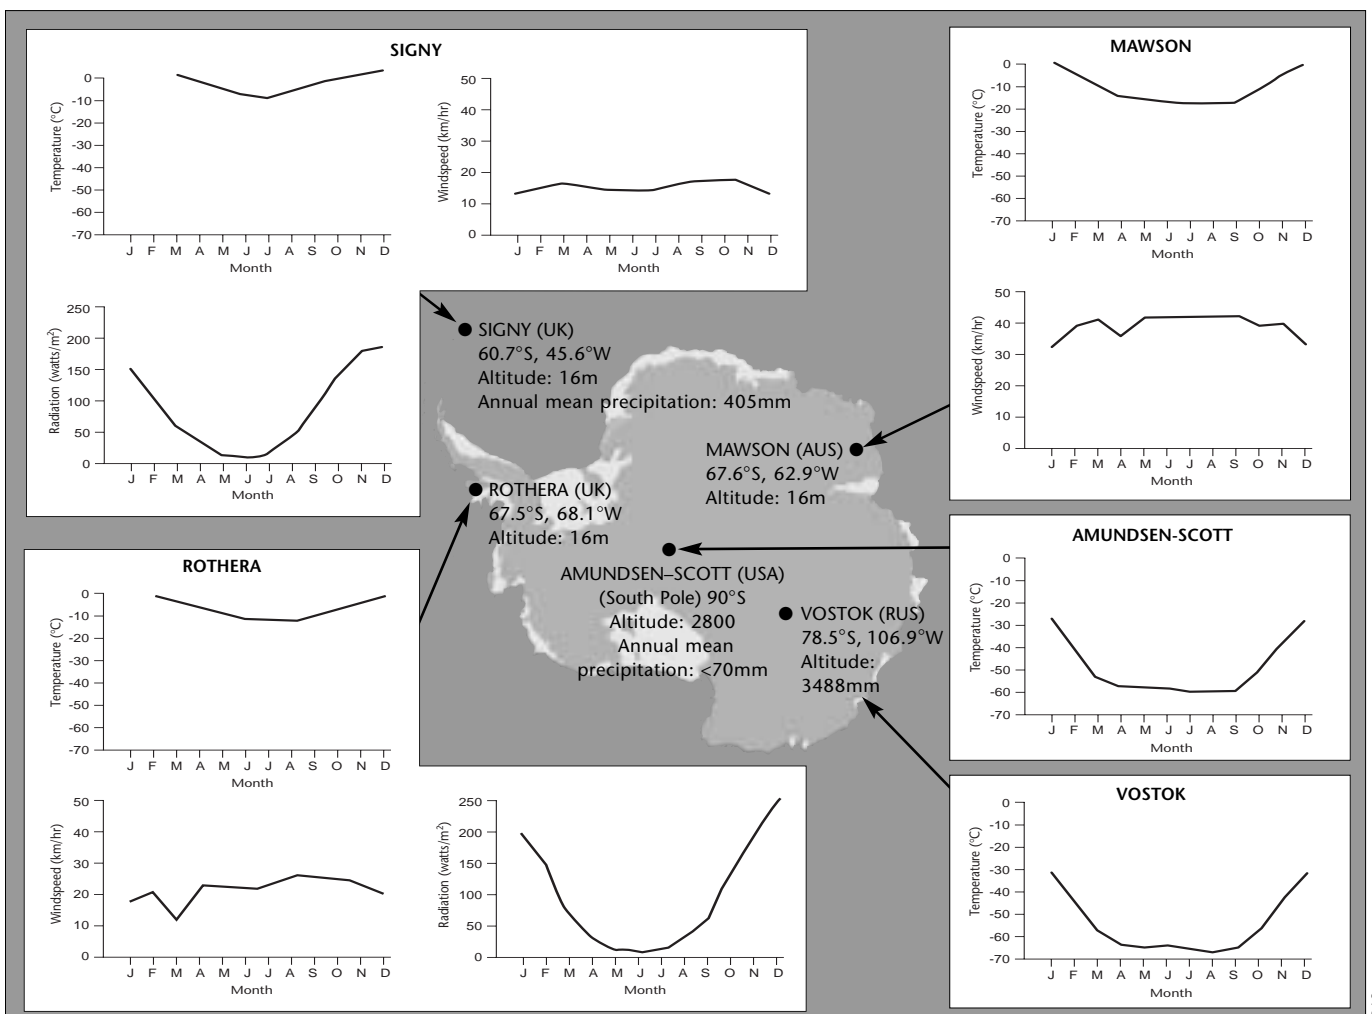 SIGNY
Temperature (°C)
0
-10
-20
-30
-40
-50
-60
-70
J F M A M J J A S O N D
Month
Windspeed (km/hr)
50
40
30
20
10
0
J F M A M J J A S O N D
Month
Radiation (watts/m²)
250
200
150
100
50
0
J F M A M J J A S O N D
Month
MAWSON
Temperature (°C)
0
-10
-20
-30
-40
-50
-60
-70
J F M A M J J A S O N D
Month
Windspeed (km/hr)
50
40
30
20
10
0
J F M A M J J A S O N D
Month
SIGNY (UK)
60.7°S, 45.6°W
Altitude: 16m
Annual mean precipitation: 405mm
MAWSON (AUS)
67.6°S, 62.9°W
Altitude: 16m
ROTHERA (UK)
67.5°S, 68.1°W
Altitude: 16m
AMUNDSEN–SCOTT (USA)
(South Pole) 90°S
Altitude: 2800
Annual mean
precipitation: <70mm
VOSTOK (RUS)
78.5°S, 106.9°W
Altitude:
3488mm
ROTHERA
Temperature (°C)
0
-10
-20
-30
-40
-50
-60
-70
J F M A M J J A S O N D
Month
Windspeed (km/hr)
50
40
30
20
10
0
J F M A M J J A S O N D
Month
Radiation (watts/m²)
250
200
150
100
50
0
J F M A M J J A S O N D
Month
AMUNDSEN-SCOTT
Temperature (°C)
0
-10
-20
-30
-40
-50
-60
-70
J F M A M J J A S O N D
Month
VOSTOK
Temperature (°C)
0
-10
-20
-30
-40
-50
-60
-70
J F M A M J J A S O N D
Month